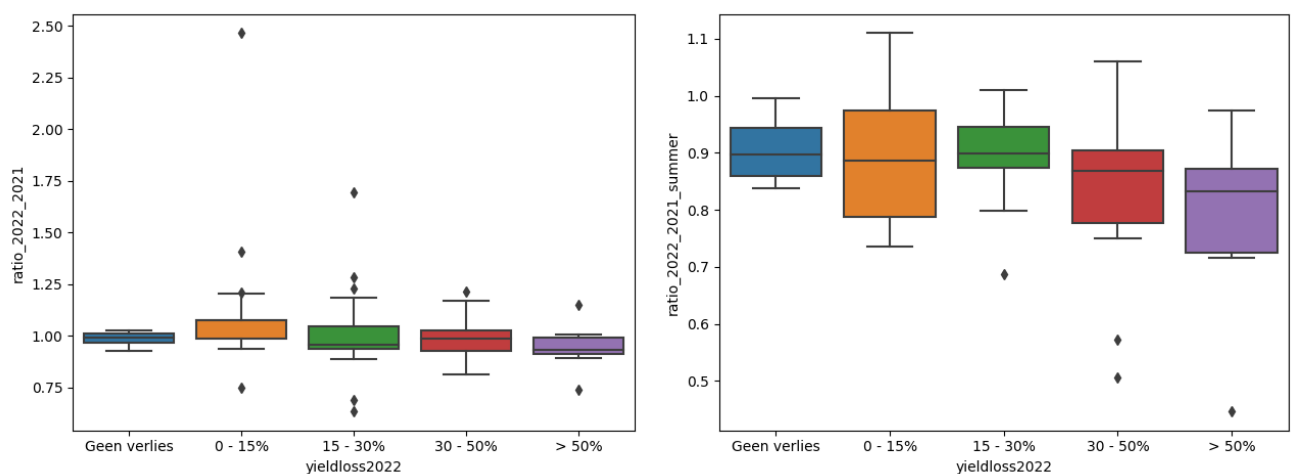 2.50
2.25
2.00
1.75
1.50
1.25
1.00
0.75
ratio_2022_2021
Geen verlies 0 - 15% 15 - 30% 30 - 50% > 50%
yieldloss2022
1.1
1.0
0.9
0.8
0.7
0.6
0.5
ratio_2022_2021_summer
Geen verlies 0 - 15% 15 - 30% 30 - 50% > 50%
yieldloss2022